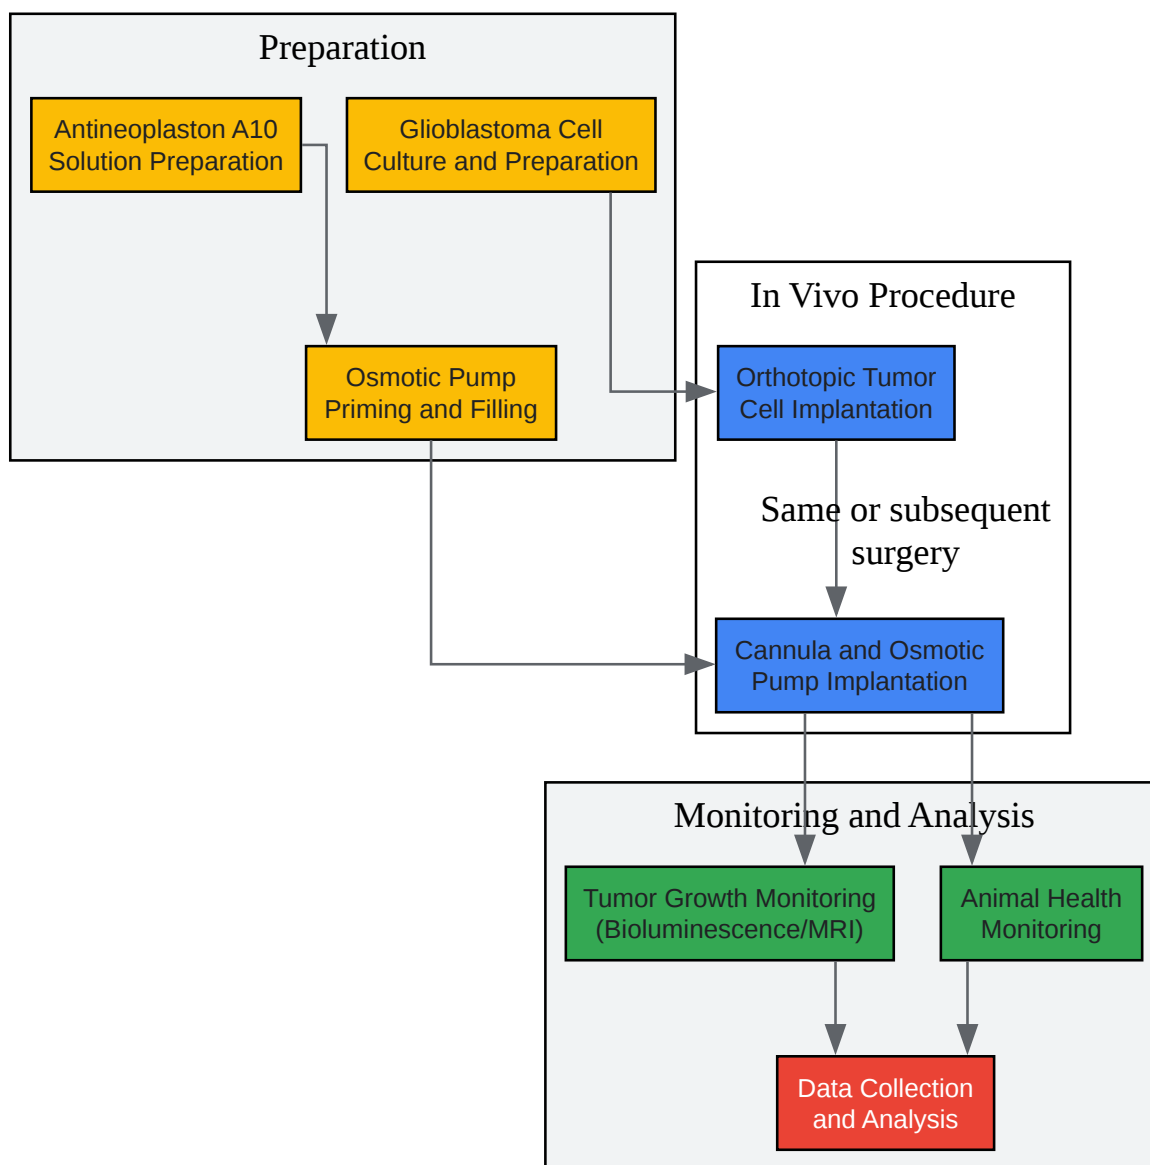 Preparation
Antineoplaston A10
Solution Preparation
Glioblastoma Cell
Culture and Preparation
Osmotic Pump
Priming and Filling
In Vivo Procedure
Orthotopic Tumor
Cell Implantation
Same or subsequent
surgery
Cannula and Osmotic
Pump Implantation
Monitoring and Analysis
Tumor Growth Monitoring
(Bioluminescence/MRI)
Animal Health
Monitoring
Data Collection
and Analysis